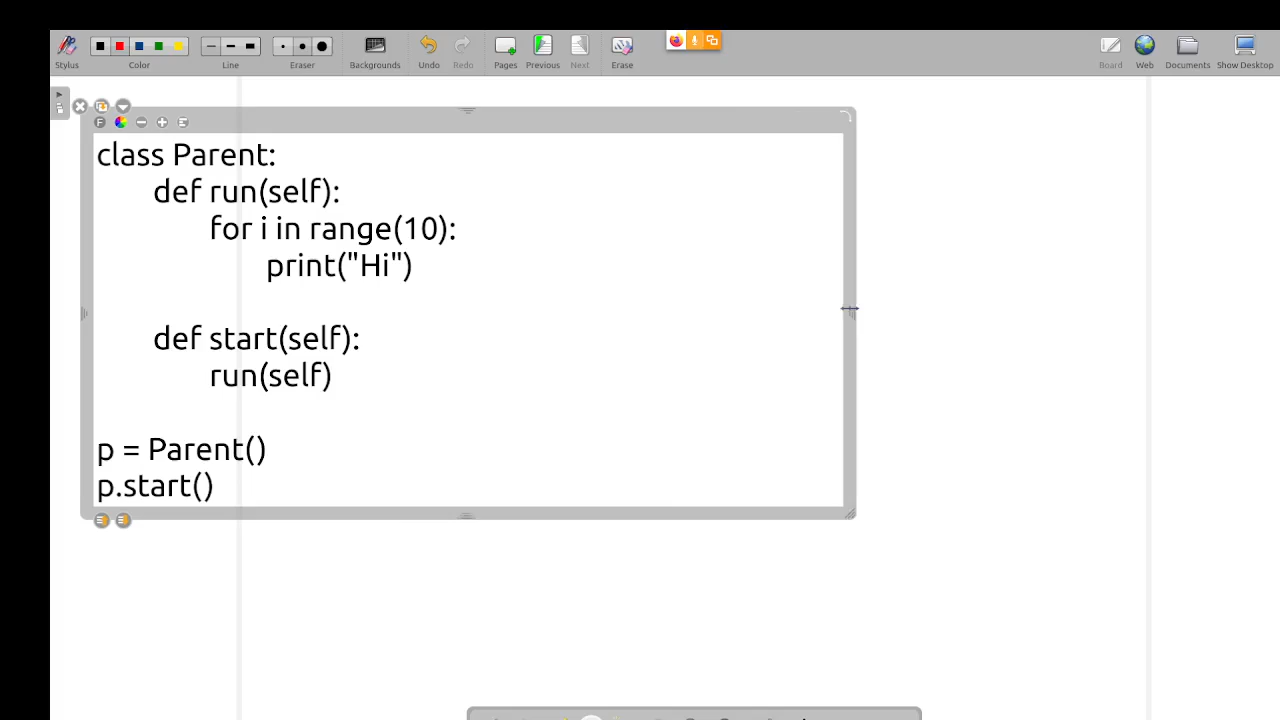 Stylus
Color
Line
Eraser
Backgrounds
Undo
Redo
Pages
Previous
Next
Erase
Board
Web
Documents
Show Desktop
F
class Parent:
def run(self):
for i in range(10):
print("Hi")
def start(self):
run(self)
p = Parent()
p.start()